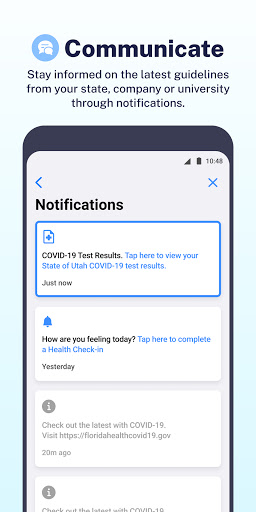 Communicate
Stay informed on the latest guidelines
from your state, company or university
through notifications.
10:48
Notifications
COVID-19 Test Results. Tap here to view your
State of Utah COVID-19 test results.
Just now
How are you feeling today? Tap here to complete
a Health Check-in
Yesterday
Check out the latest with COVID-19.
Visit https://floridahealthcovid19.gov
20m ago
Check out the latest with COVID-19.